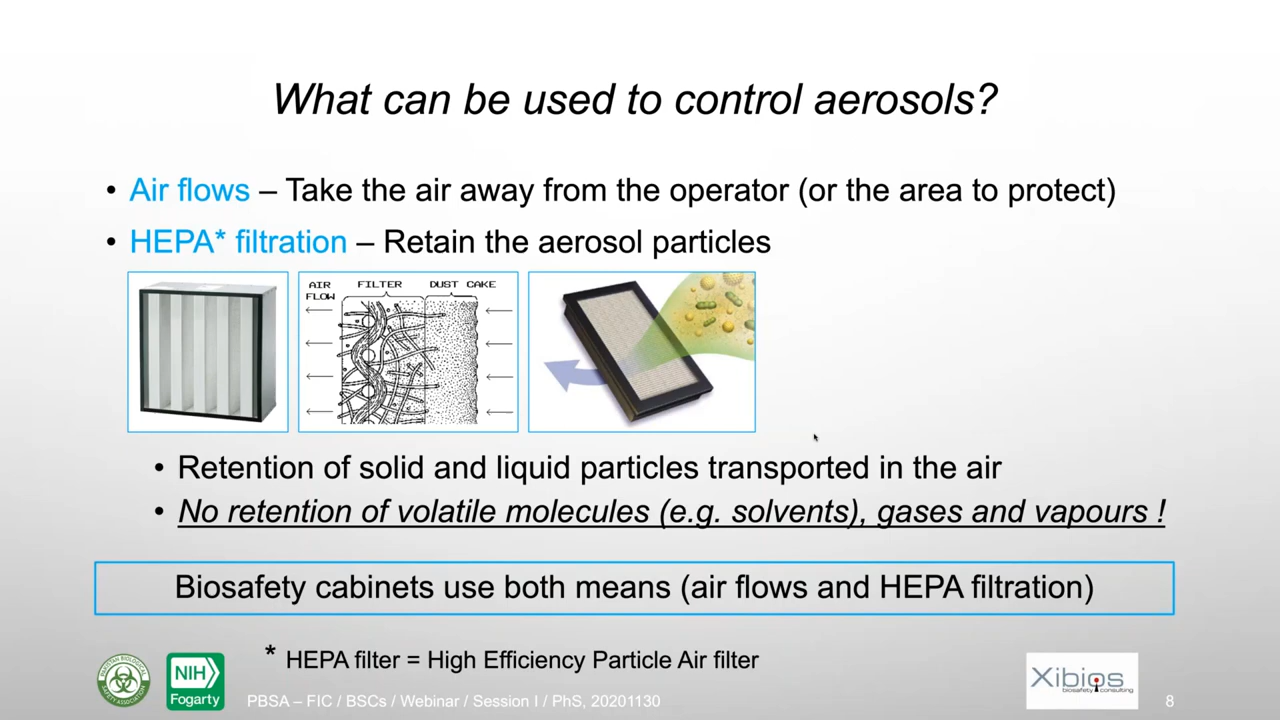 What can be used to control aerosols?
• Air flows – Take the air away from the operator (or the area to protect)
• HEPA* filtration – Retain the aerosol particles
AIR FLOW
FILTER
DUST CAKE
• Retention of solid and liquid particles transported in the air
• No retention of volatile molecules (e.g. solvents), gases and vapours !
Biosafety cabinets use both means (air flows and HEPA filtration)
* HEPA filter = High Efficiency Particle Air filter
PAKISTAN BIOLOGICAL SAFETY ASSOCIATION
NIH
Fogarty
PBSA – FIC / BSCs / Webinar / Session I / PhS, 20201130
Xibios
biosafety consulting
8